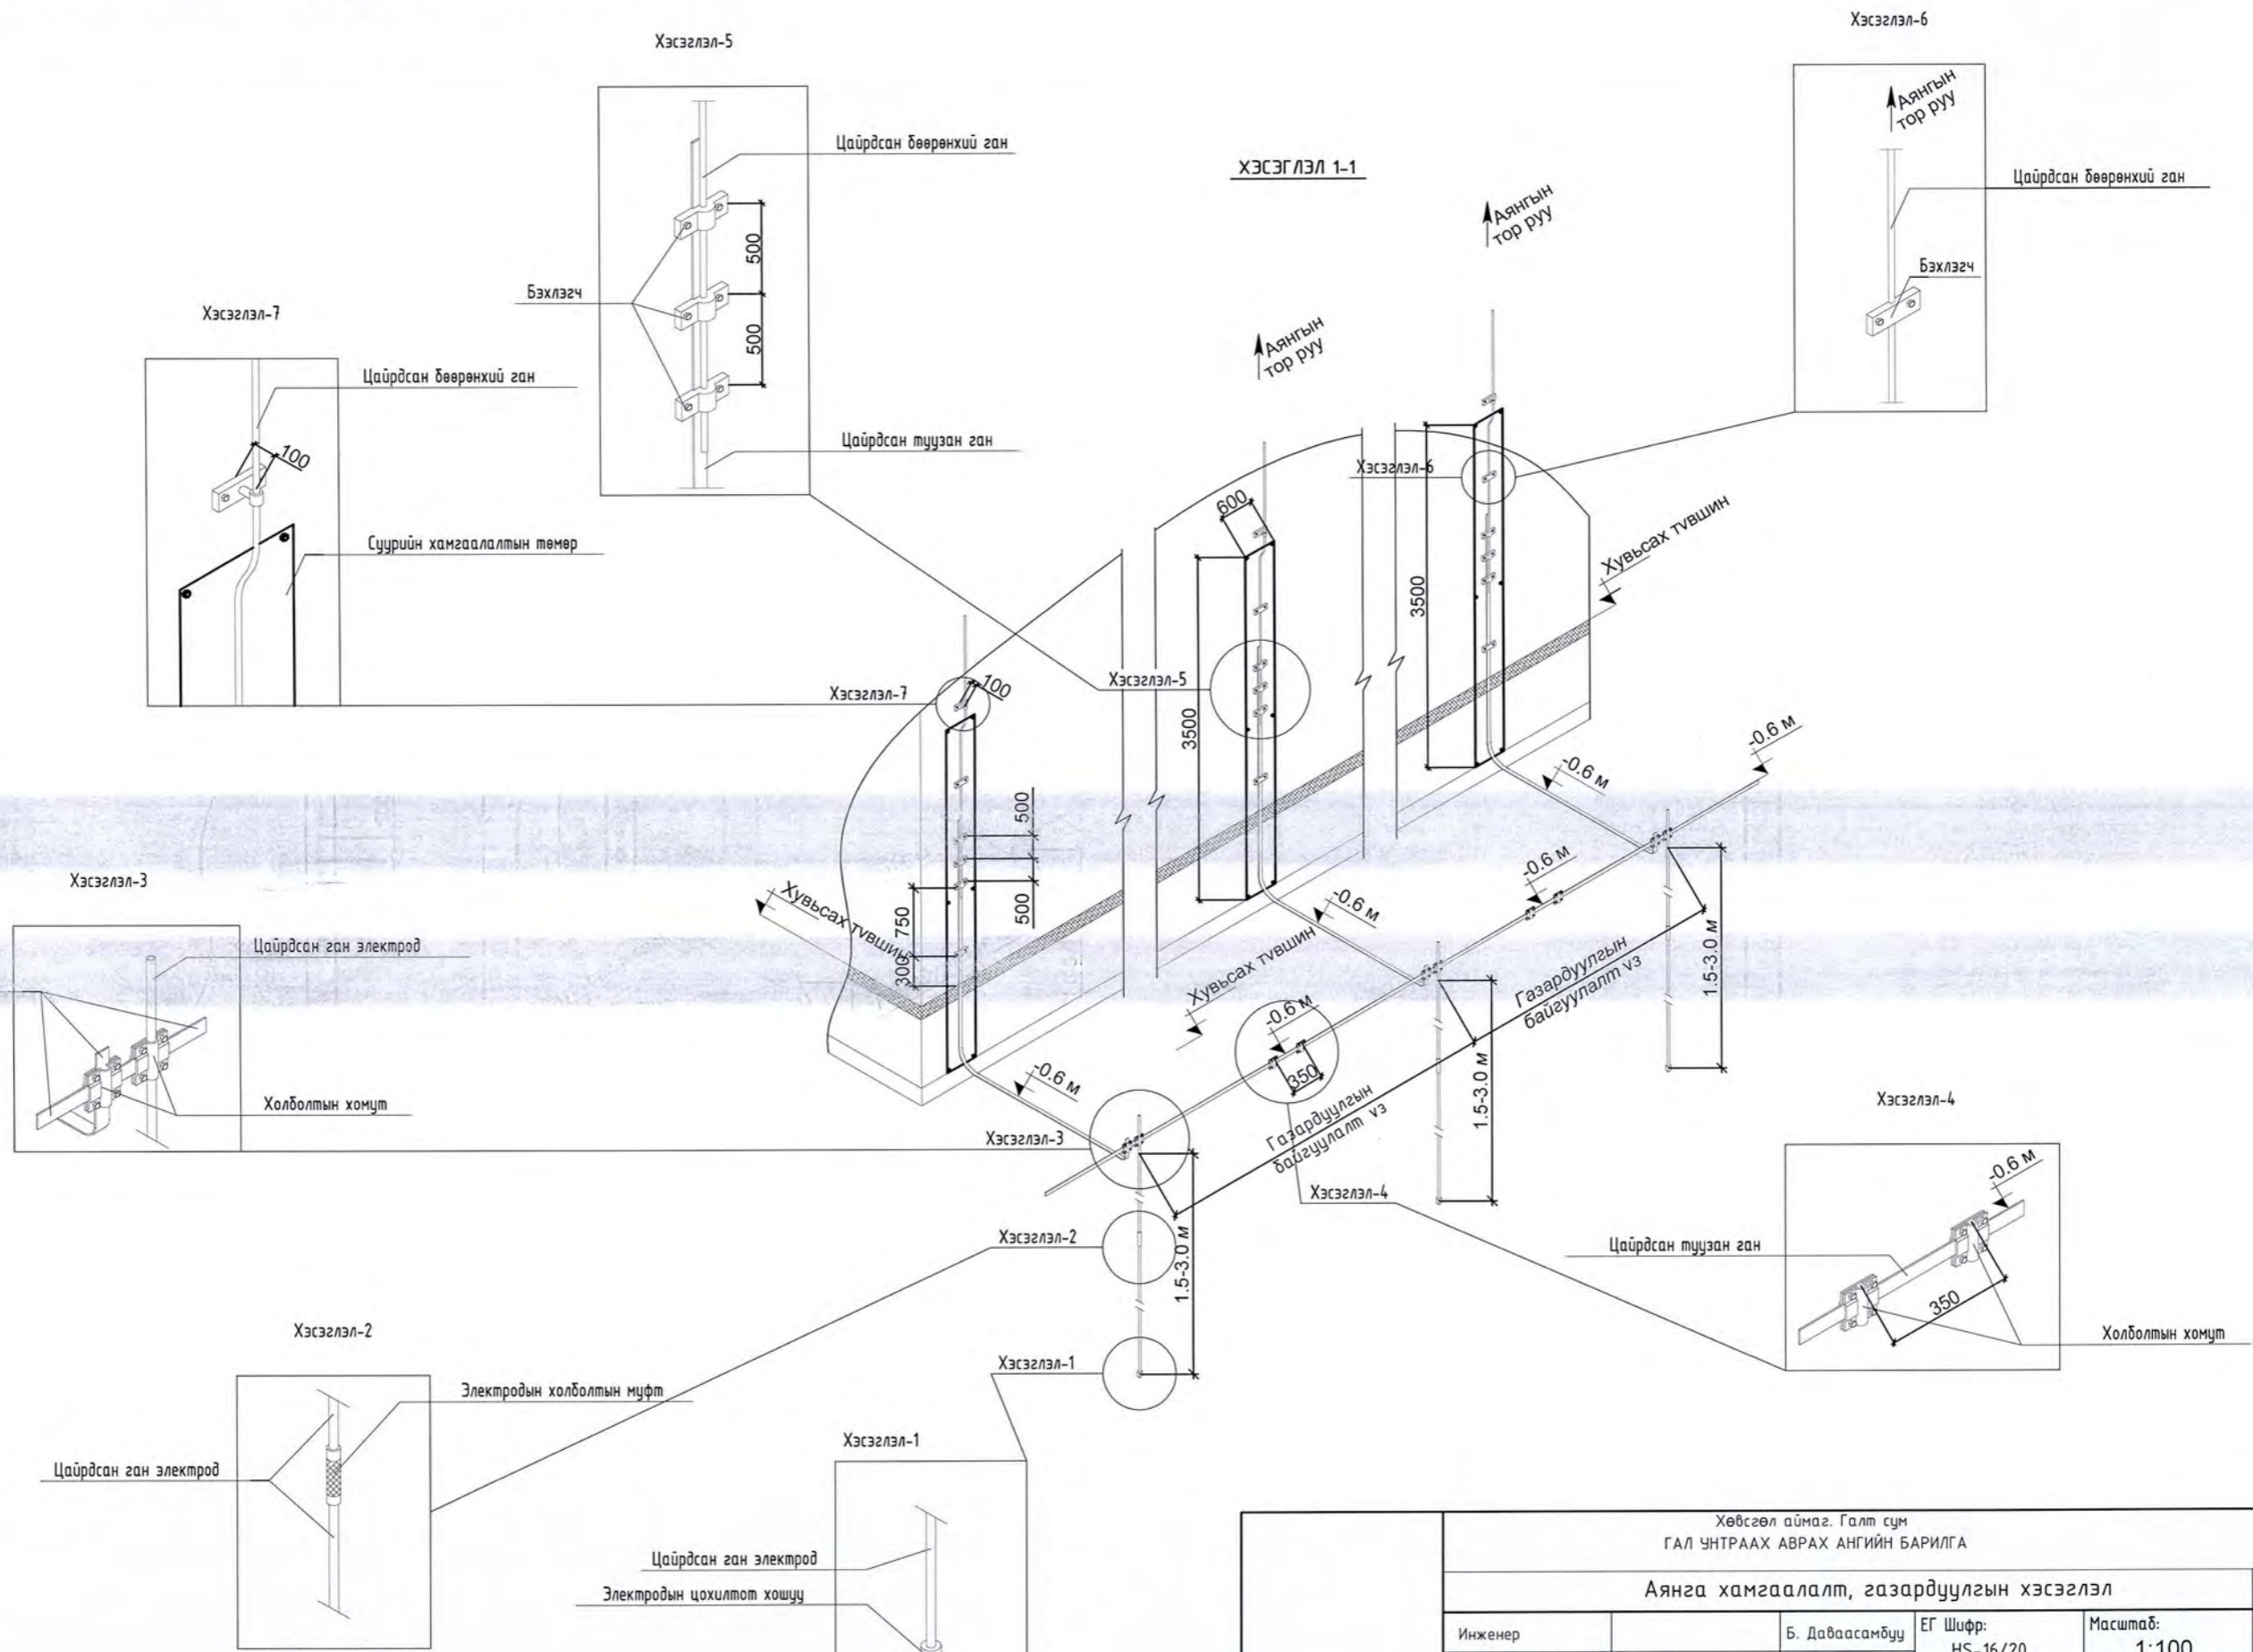 Хэсэглэл-6
Аянгын
тор руу
Цайрдсан бөөрөнхий ган
Бэхлэгч
Хэсэглэл-5
Цайрдсан бөөрөнхий ган
500
500
Бэхлэгч
Цайрдсан туузан ган
ХЭСЭГЛЭЛ 1-1
Хэсэглэл-7
Цайрдсан бөөрөнхий ган
100
Суурийн хамгаалалтын төмөр
Аянгын
тор руу
Аянгын
тор руу
Хэсэглэл-6
600
3500
3500
Хувьсах түвшин
Хэсэглэл-5
Хэсэглэл-7
100
-0.6 м
-0.6 м
500
500
750
300
Хувьсах түвшин
-0.6 м
-0.6 м
1.5-3.0 м
Газардуулгын
байгуулалт үз
Хувьсах түвшин
-0.6 м
350
-0.6 м
1.5-3.0 м
Газардуулгын
байгуулалт үз
Хэсэглэл-3
Хэсэглэл-4
Хэсэглэл-2
1.5-3.0 м
Хэсэглэл-1
Хэсэглэл-3
Цайрдсан ган электрод
Холболтын хомут
Хэсэглэл-4
-0.6 м
Цайрдсан туузан ган
350
Холболтын хомут
Хэсэглэл-2
Электродын холболтын муфт
Цайрдсан ган электрод
Хэсэглэл-1
Цайрдсан ган электрод
Электродын цохилтот хошуу
Хөвсгөл аймаг. Галт сум
ГАЛ УНТРААХ АВРАХ АНГИЙН БАРИЛГА
Аянга хамгаалалт, газардуулгын хэсэглэл
Инженер
Б. Даваасамбуу
ЕГ Шифр:
HS-16/20
Масштаб:
1:100